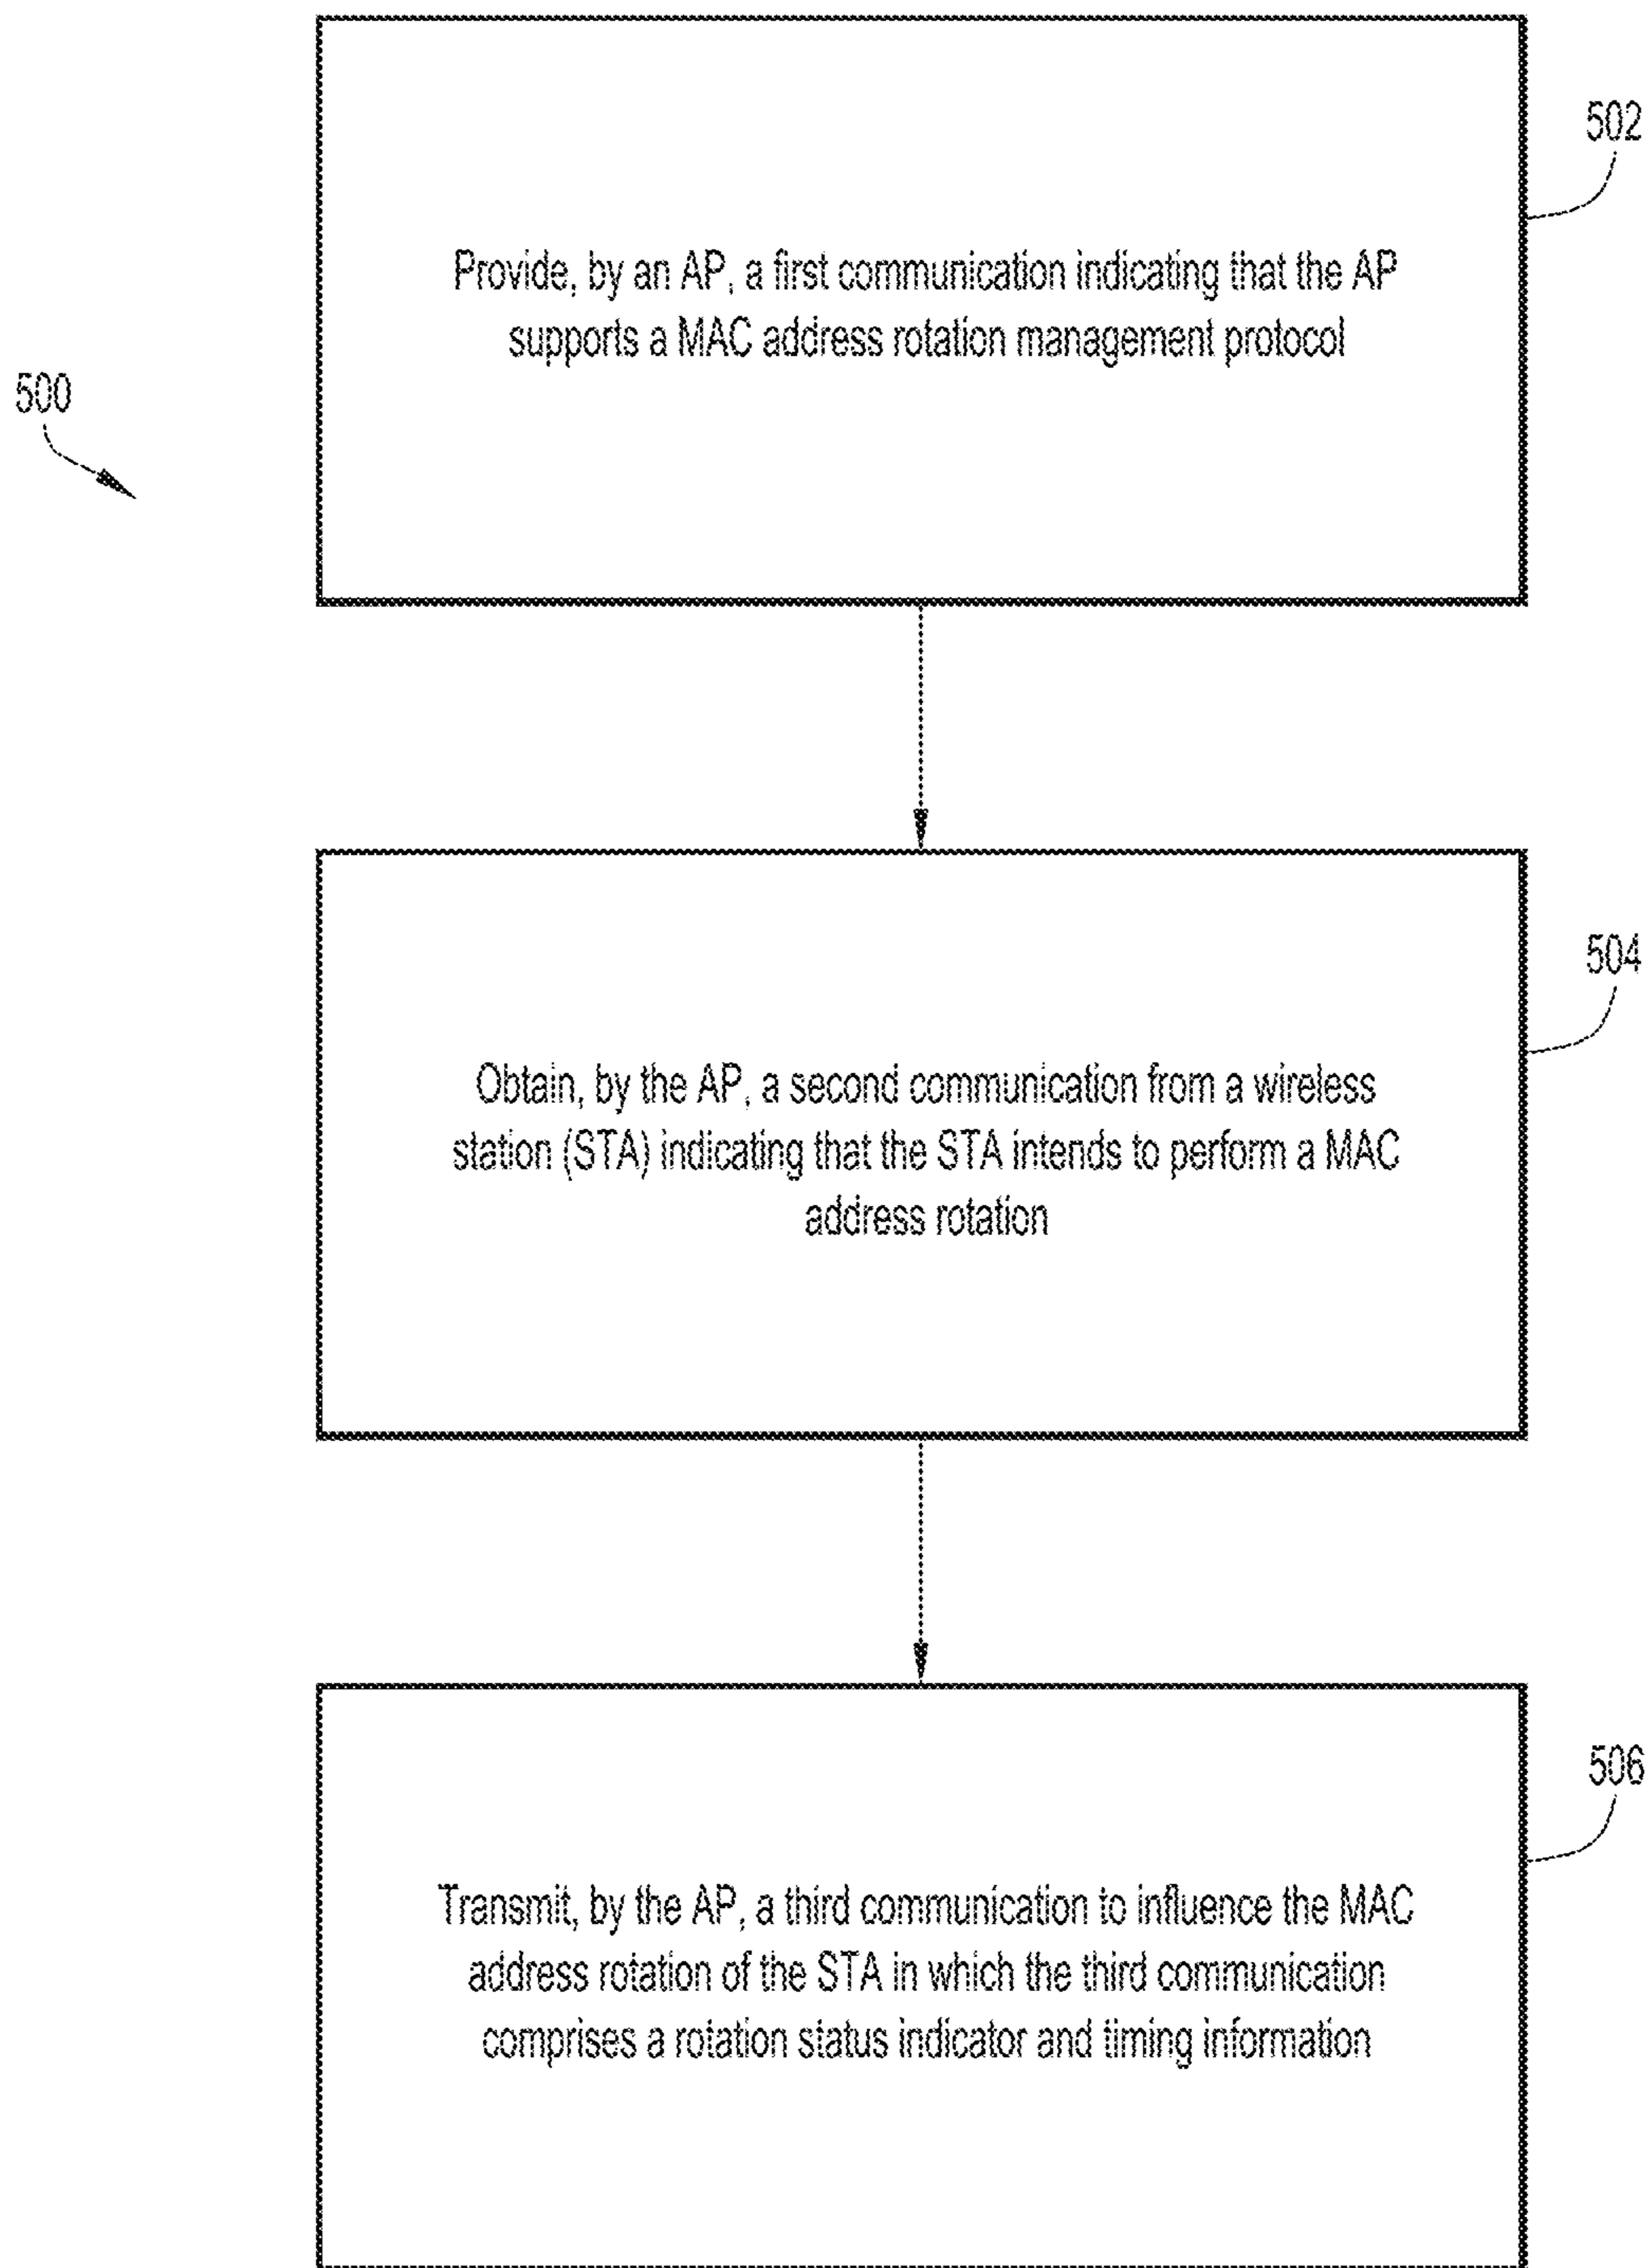 502
Provide, by an AP, a first communication indicating that the AP
supports a MAC address rotation management protocol
500
504
Obtain, by the AP, a second communication from a wireless
station (STA) indicating that the STA intends to perform a MAC
address rotation
506
Transmit, by the AP, a third communication to influence the MAC
address rotation of the STA in which the third communication
comprises a rotation status indicator and timing information